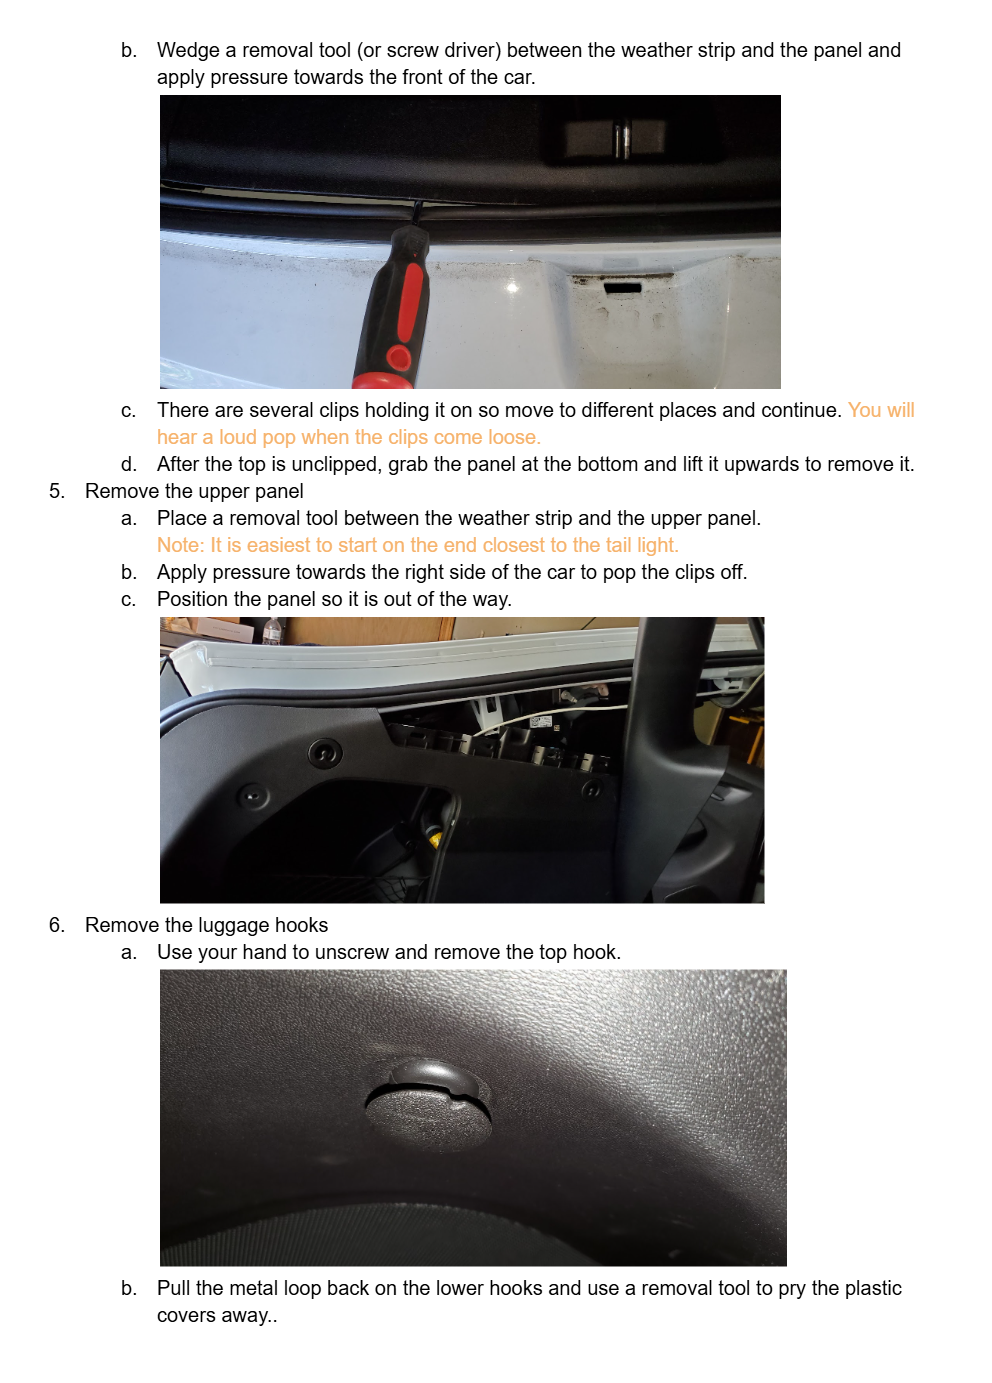 b. Wedge a removal tool (or screw driver) between the weather strip and the panel and
apply pressure towards the front of the car.
c. There are several clips holding it on so move to different places and continue. You will
hear a loud pop when the clips come loose.
d. After the top is unclipped, grab the panel at the bottom and lift it upwards to remove it.
5. Remove the upper panel
a. Place a removal tool between the weather strip and the upper panel.
Note: It is easiest to start on the end closest to the tail light.
b. Apply pressure towards the right side of the car to pop the clips off.
c. Position the panel so it is out of the way.
6. Remove the luggage hooks
a. Use your hand to unscrew and remove the top hook.
b. Pull the metal loop back on the lower hooks and use a removal tool to pry the plastic
covers away..